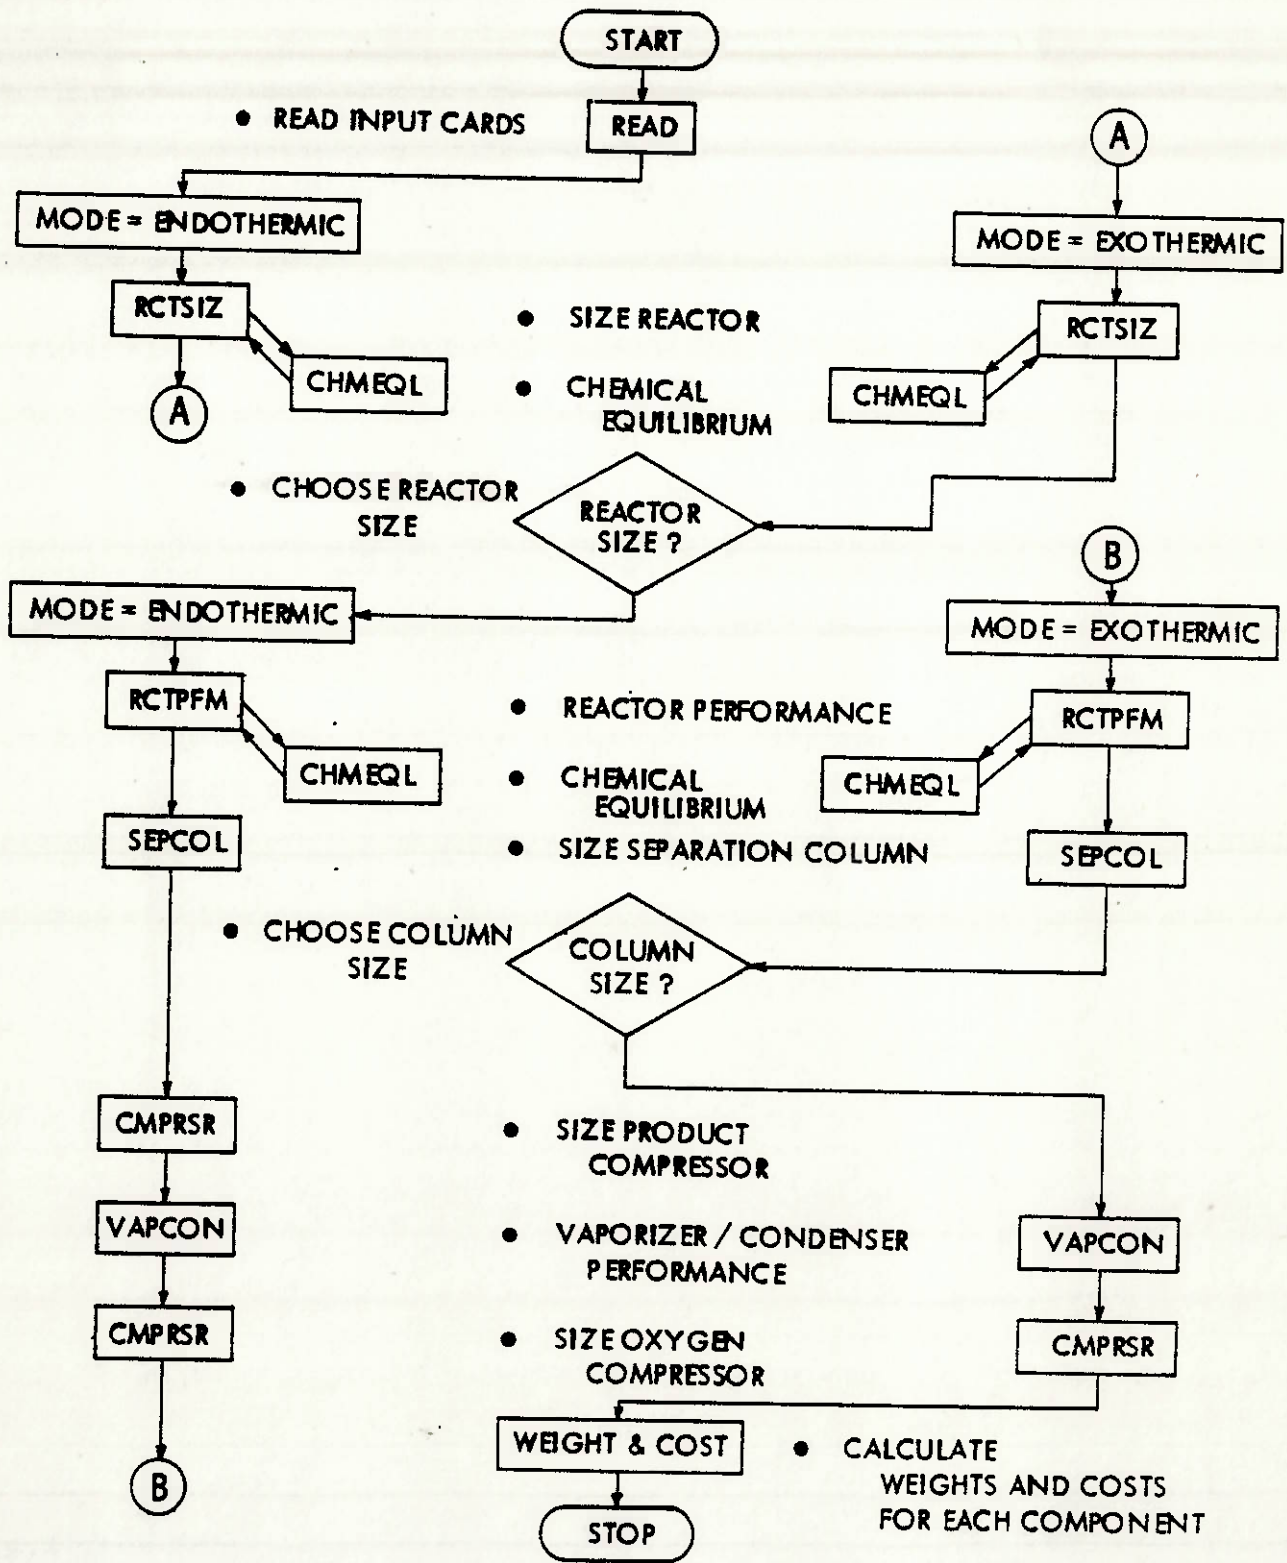 START
● READ INPUT CARDS
READ
A
MODE = ENDOTHERMIC
MODE = EXOTHERMIC
RCTSIZ
● SIZE REACTOR
RCTSIZ
CHMEQL
● CHEMICAL
EQUILIBRIUM
CHMEQL
A
● CHOOSE REACTOR
SIZE
REACTOR
SIZE ?
B
MODE = ENDOTHERMIC
MODE = EXOTHERMIC
RCTPFM
● REACTOR PERFORMANCE
RCTPFM
CHMEQL
● CHEMICAL
EQUILIBRIUM
CHMEQL
SEPCOL
● SIZE SEPARATION COLUMN
SEPCOL
● CHOOSE COLUMN
SIZE
COLUMN
SIZE ?
CMPRSR
● SIZE PRODUCT
COMPRESSOR
VAPCON
● VAPORIZER / CONDENSER
PERFORMANCE
VAPCON
CMPRSR
● SIZE OXYGEN
COMPRESSOR
CMPRSR
WEIGHT & COST
● CALCULATE
WEIGHTS AND COSTS
FOR EACH COMPONENT
B
STOP